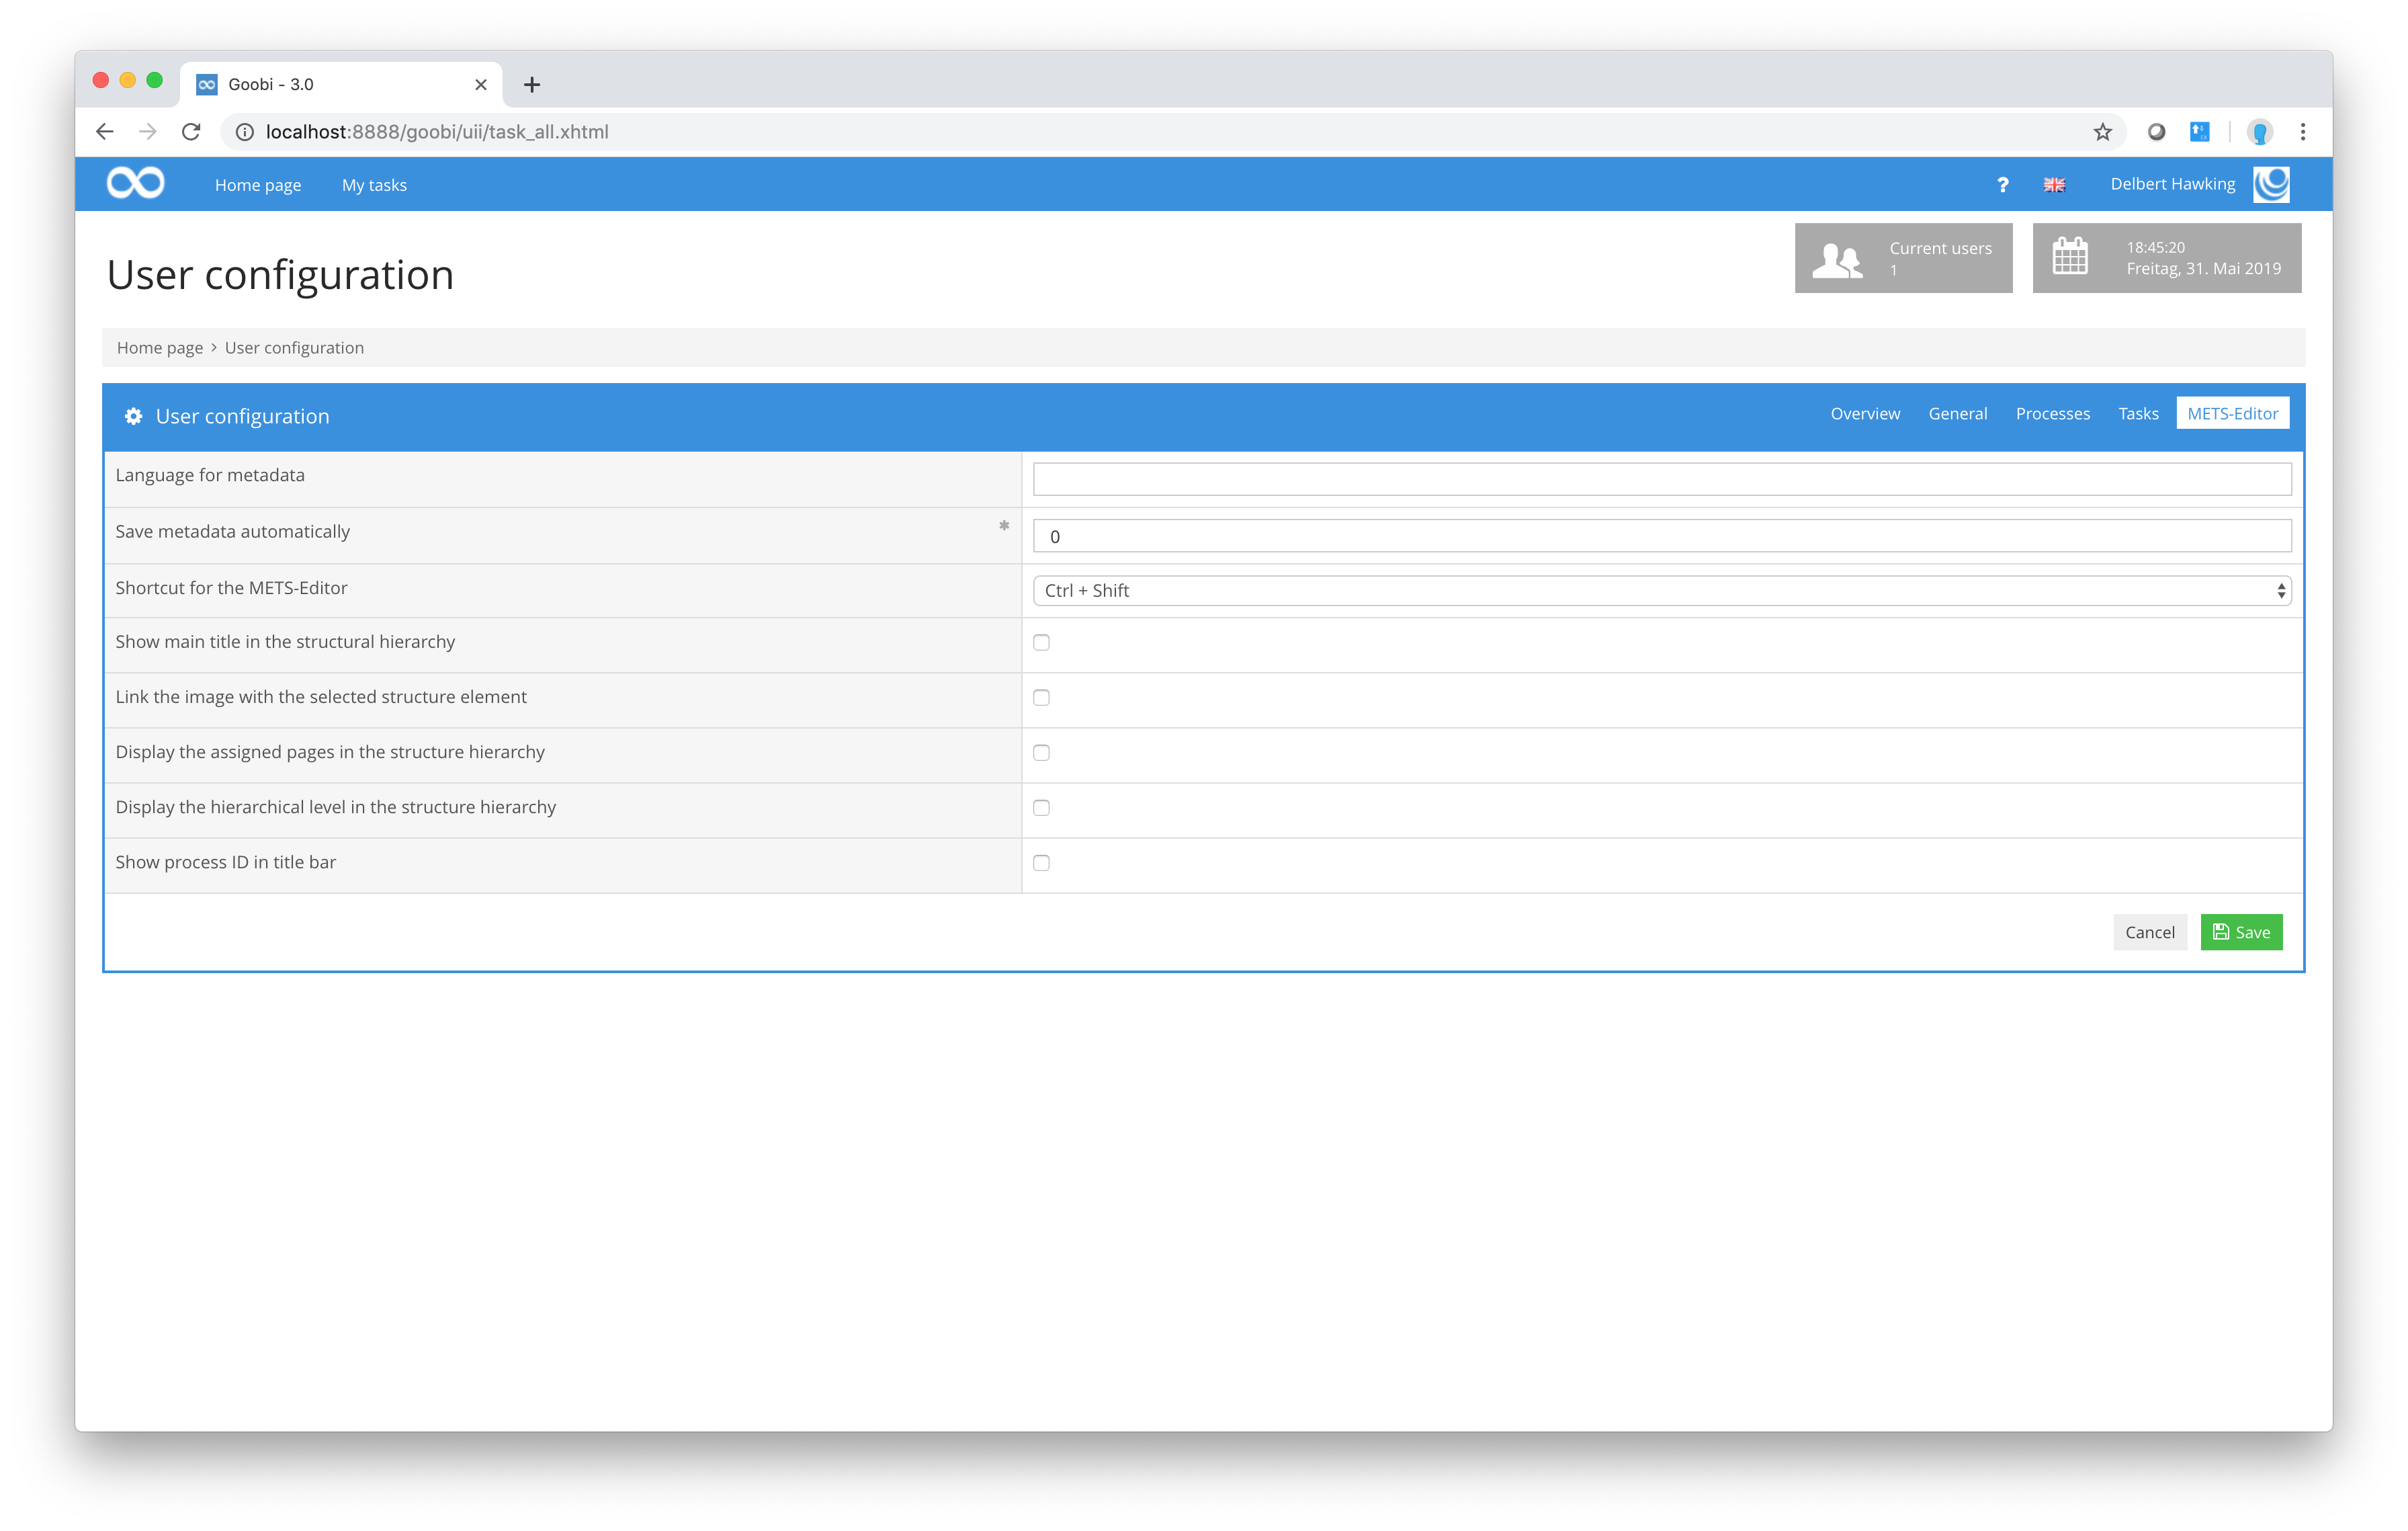 Goobi - 3.0
localhost:8888/goobi/uii/task_all.xhtml
Home page My tasks ? Delbert Hawking
User configuration
Current users
1
18:45:20
Freitag, 31. Mai 2019
Home page > User configuration
User configuration Overview General Processes Tasks METS-Editor
Language for metadata
Save metadata automatically * 0
Shortcut for the METS-Editor Ctrl + Shift
Show main title in the structural hierarchy
Link the image with the selected structure element
Display the assigned pages in the structure hierarchy
Display the hierarchical level in the structure hierarchy
Show process ID in title bar
Cancel Save